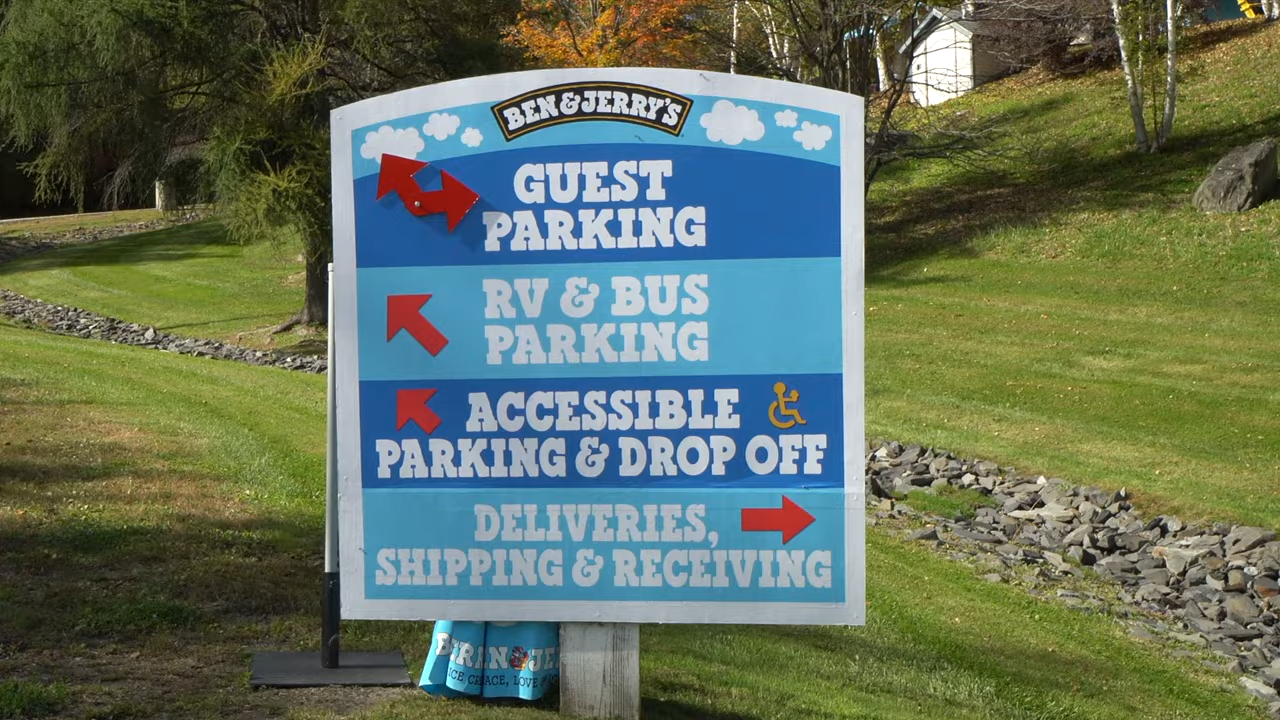 BEN & JERRY'S
GUEST
PARKING
RV & BUS
PARKING
ACCESSIBLE
PARKING & DROP OFF
DELIVERIES,
SHIPPING & RECEIVING